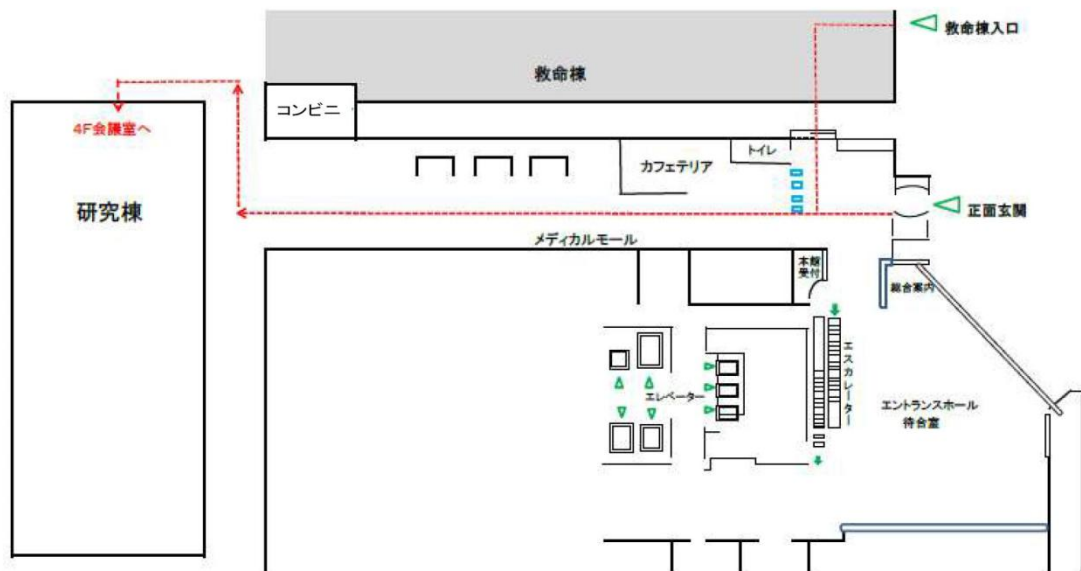 救命棟入口
救命棟
コンビニ
4F会議室へ
トイレ
カフェテリア
研究棟
正面玄関
メディカルモール
本館
受付
総合案内
エスカレーター
エレベーター
エントランスホール
待合室